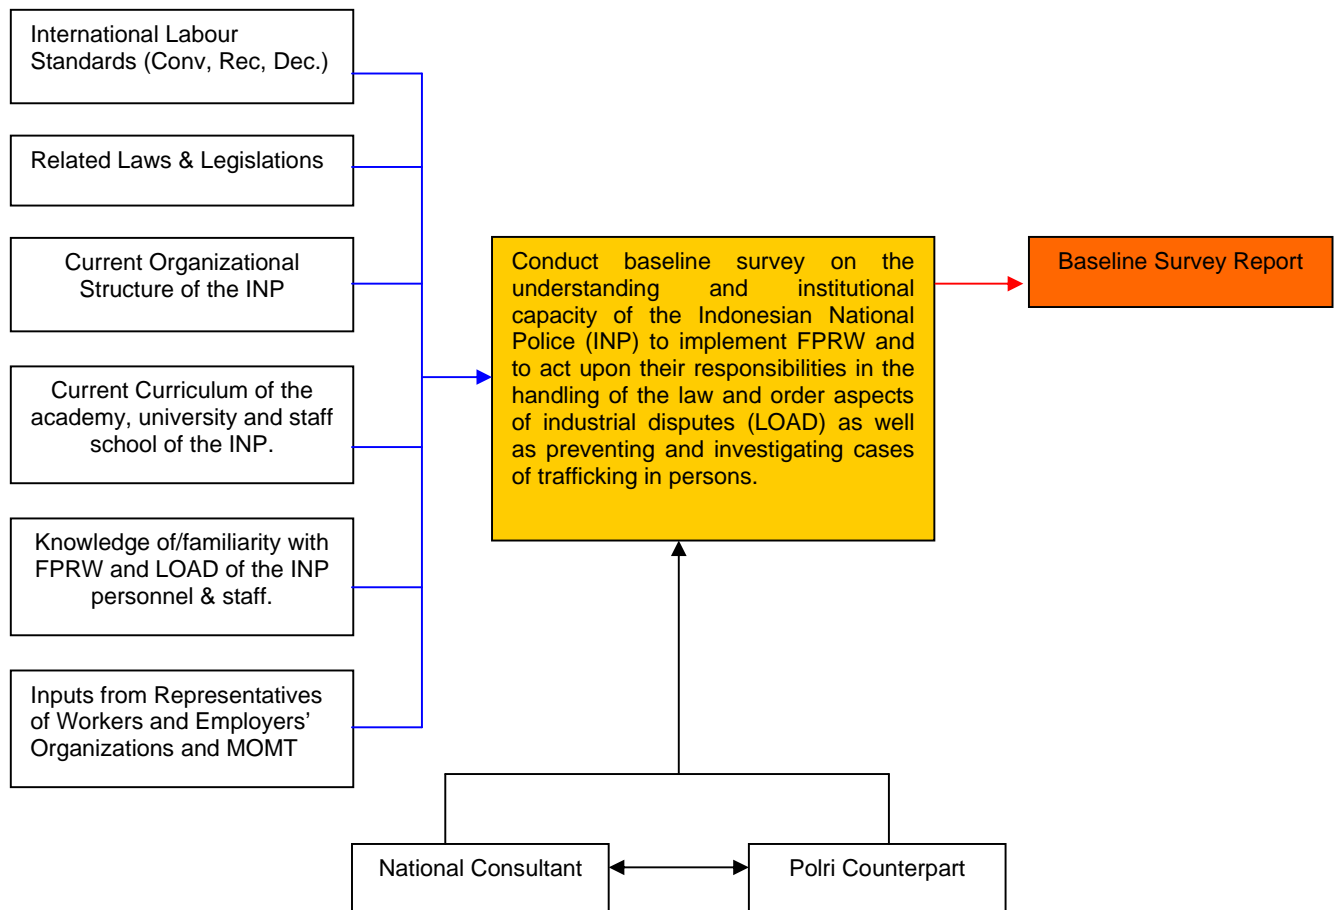 International Labour
Standards (Conv, Rec, Dec.)
Related Laws & Legislations
Current Organizational
Structure of the INP
Current Curriculum of the
academy, university and staff
school of the INP.
Knowledge of/familiarity with
FPRW and LOAD of the INP
personnel & staff.
Inputs from Representatives
of Workers and Employers’
Organizations and MOMT
Conduct baseline survey on the
understanding and institutional
capacity of the Indonesian National
Police (INP) to implement FPRW and
to act upon their responsibilities in the
handling of the law and order aspects
of industrial disputes (LOAD) as well
as preventing and investigating cases
of trafficking in persons.
Baseline Survey Report
National Consultant
Polri Counterpart